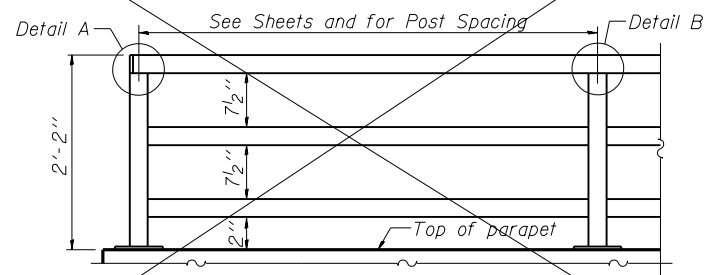 See Sheets and for Post Spacing
Detail A
Detail B
7½"
2'-2"
7½"
2"
Top of parapet